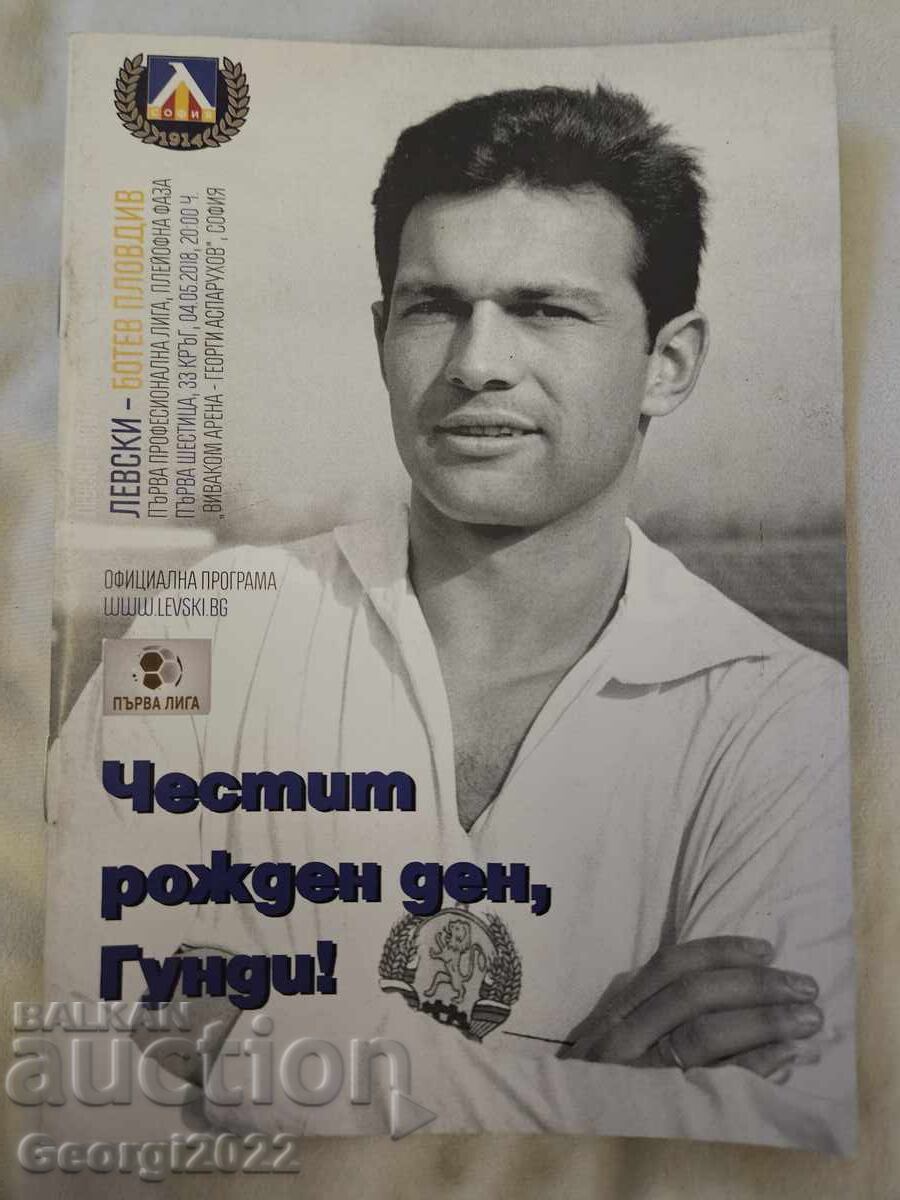 СОФИЯ
1914
ЛЕВСКИ - БОТЕВ ПЛОВДИВ
ПЪРВА ПРОФЕСИОНАЛНА ЛИГА, ПЛЕЙОФНА ФАЗА
ПЪРВА ШЕСТИЦА, 33 КРЪГ, 04.05.2018, 20:00 Ч.
„ВИВАКОМ АРЕНА - ГЕОРГИ АСПАРУХОВ", СОФИЯ
ОФИЦИАЛНА ПРОГРАМА
WWW.LEVSKI.BG
ПЪРВА ЛИГА
Честит
рожден ден,
Гунди!
BALKAN
auction
Georgi2022